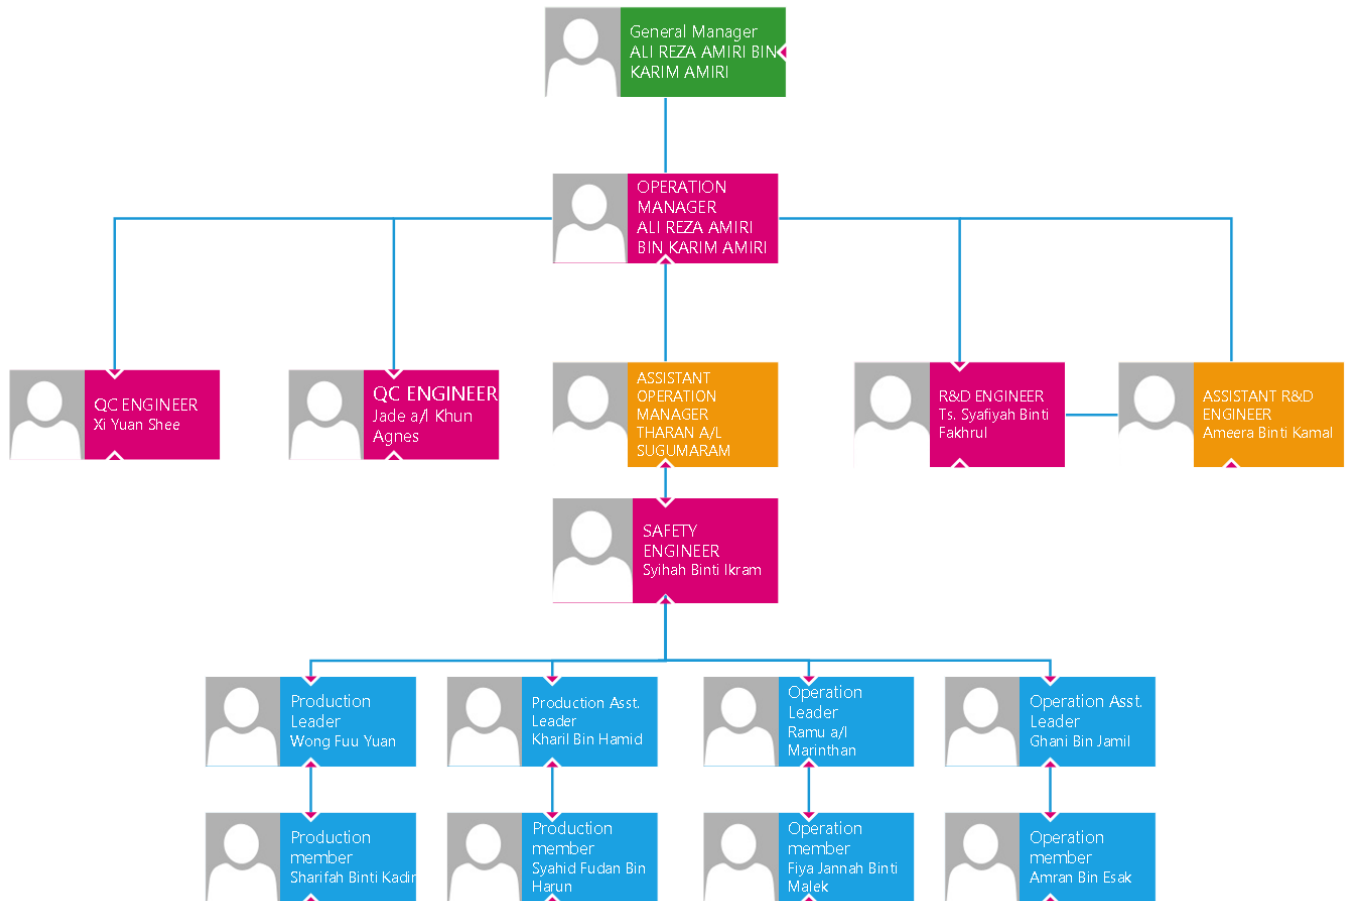 General Manager
ALI REZA AMIRI BIN
KARIM AMIRI
OPERATION
MANAGER
ALI REZA AMIRI
BIN KARIM AMIRI
QC ENGINEER
Xi Yuan Shee
QC ENGINEER
Jade a/l Khun
Agnes
ASSISTANT
OPERATION
MANAGER
THARAN A/L
SUGUMARAM
R&D ENGINEER
Ts. Syafiyah Binti
Fakhrul
ASSISTANT R&D
ENGINEER
Ameera Binti Kamal
SAFETY
ENGINEER
Syihah Binti Ikram
Production
Leader
Wong Fuu Yuan
Production Asst.
Leader
Kharil Bin Hamid
Operation
Leader
Ramu a/l
Marinthan
Operation Asst.
Leader
Ghani Bin Jamil
Production
member
Sharifah Binti Kadir
Production
member
Syahid Fudan Bin
Harun
Operation
member
Fiya Jannah Binti
Malek
Operation
member
Amran Bin Esak